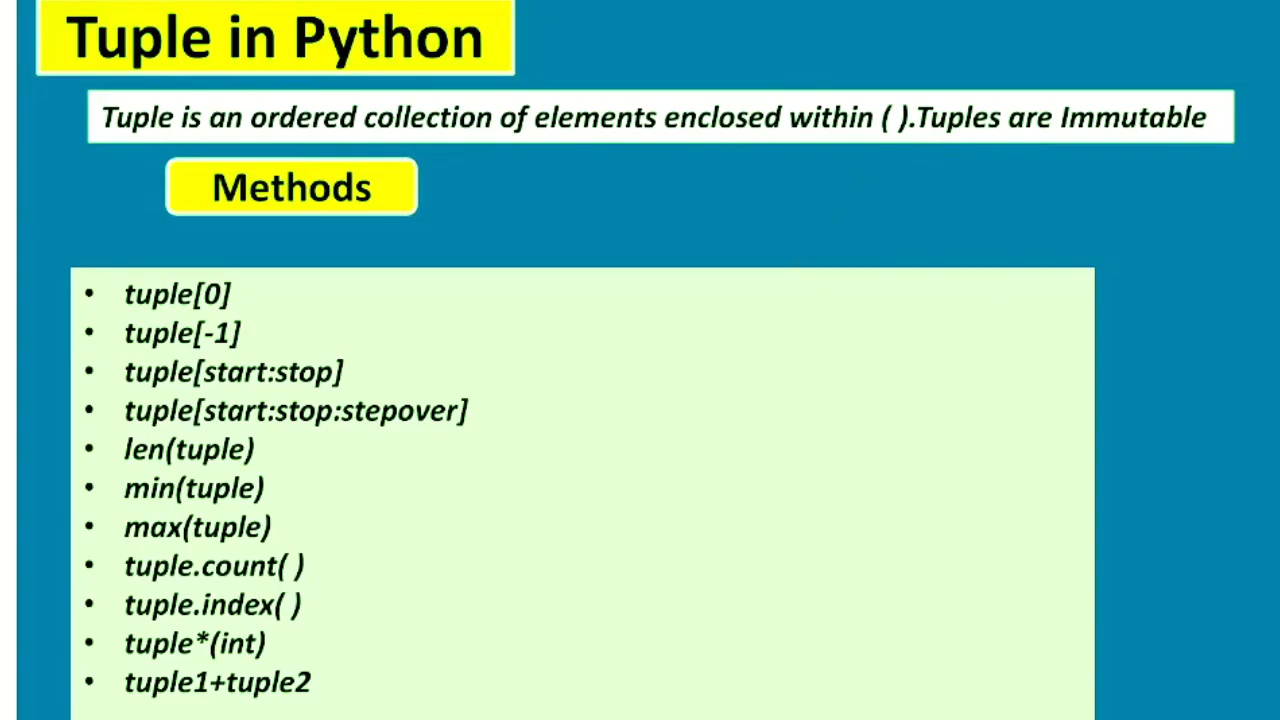 Tuple in Python
Tuple is an ordered collection of elements enclosed within ( ).Tuples are Immutable
Methods
• tuple[0]
• tuple[-1]
• tuple[start:stop]
• tuple[start:stop:stepover]
• len(tuple)
• min(tuple)
• max(tuple)
• tuple.count( )
• tuple.index( )
• tuple*(int)
• tuple1+tuple2